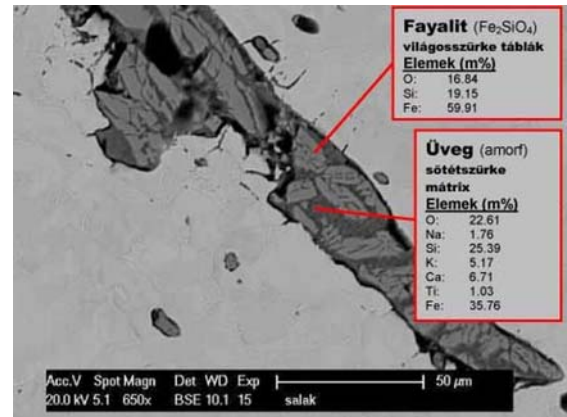 Fayalit (Fe₂SiO₄)
világosszürke táblák
Elemek (m%)
O: 16.84
Si: 19.15
Fe: 59.91
Üveg (amorf)
sötétszürke
mátrix
Elemek (m%)
O: 22.61
Na: 1.76
Si: 25.39
K: 5.17
Ca: 6.71
Ti: 1.03
Fe: 35.76
Acc.V Spot Magn Det WD Exp 50 µm
20.0 kV 5.1 650x BSE 10.1 15 salak